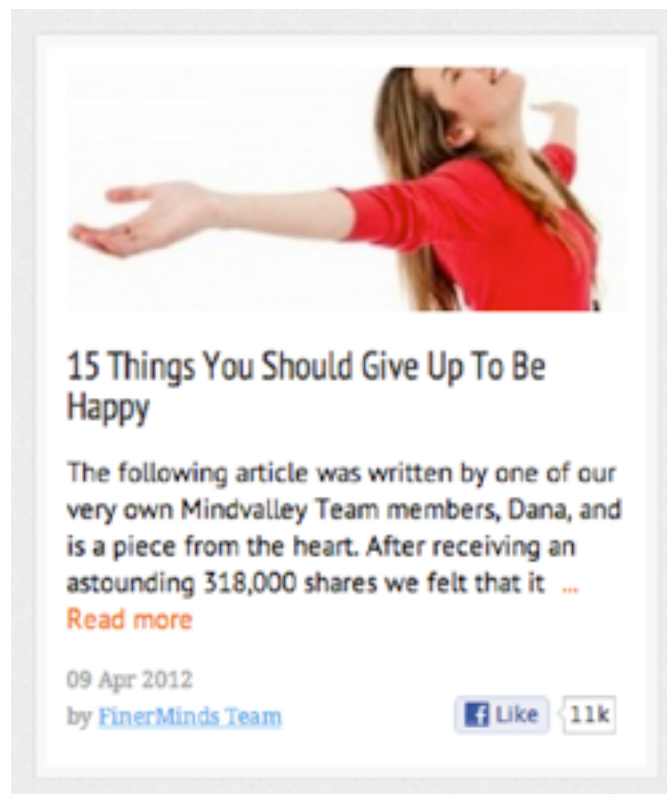 15 Things You Should Give Up To Be
Happy
The following article was written by one of our
very own Mindvalley Team members, Dana, and
is a piece from the heart. After receiving an
astounding 318,000 shares we felt that it ...
Read more
09 Apr 2012
by FinerMinds Team
f Like 11k